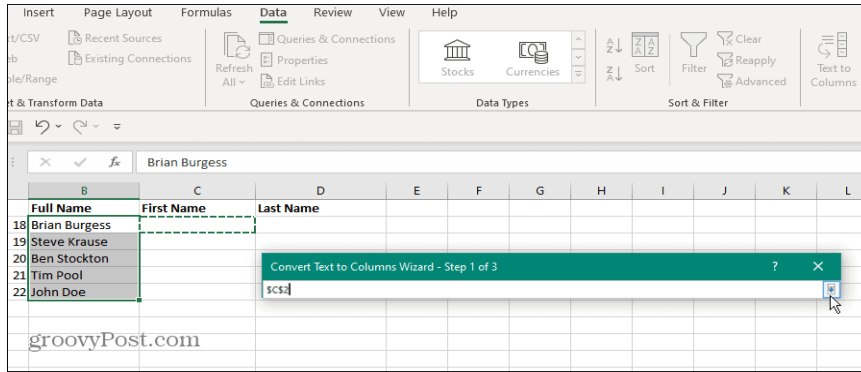 Insert Page Layout Formulas Data Review View Help
xt/CSV Recent Sources Queries & Connections Clear
eb Existing Connections Properties Reapply
ble/Range Refresh All Edit Links Stocks Currencies Sort Filter Advanced Text to Columns
et & Transform Data Queries & Connections Data Types Sort & Filter
fx Brian Burgess
B C D E F G H I J K L
Full Name First Name Last Name
18 Brian Burgess
19 Steve Krause
20 Ben Stockton
21 Tim Pool
22 John Doe
Convert Text to Columns Wizard - Step 1 of 3 ?
$C$2
groovyPost.com